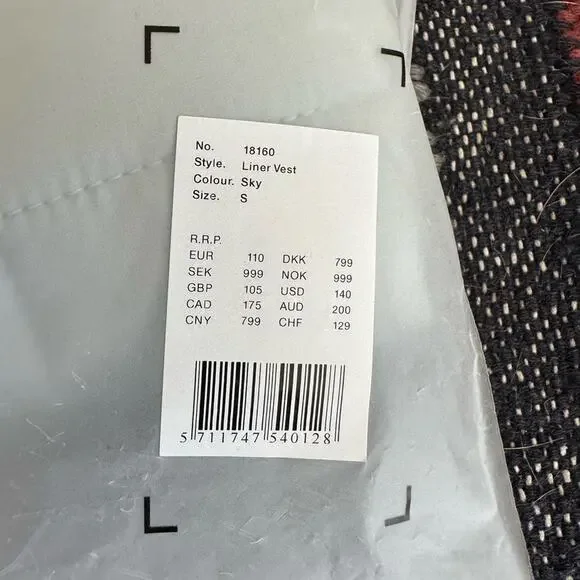 No. 18160
Style. Liner Vest
Colour. Sky
Size. S
R.R.P.
EUR 110 DKK 799
SEK 999 NOK 999
GBP 105 USD 140
CAD 175 AUD 200
CNY 799 CHF 129
5 711747 540128